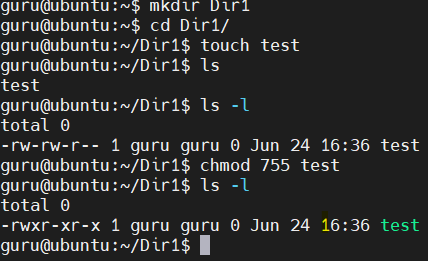 guru@ubuntu:~$ mkdir Dir1
guru@ubuntu:~$ cd Dir1/
guru@ubuntu:~/Dir1$ touch test
guru@ubuntu:~/Dir1$ ls
test
guru@ubuntu:~/Dir1$ ls -l
total 0
-rw-rw-r-- 1 guru guru 0 Jun 24 16:36 test
guru@ubuntu:~/Dir1$ chmod 755 test
guru@ubuntu:~/Dir1$ ls -l
total 0
-rwxr-xr-x 1 guru guru 0 Jun 24 16:36 test
guru@ubuntu:~/Dir1$